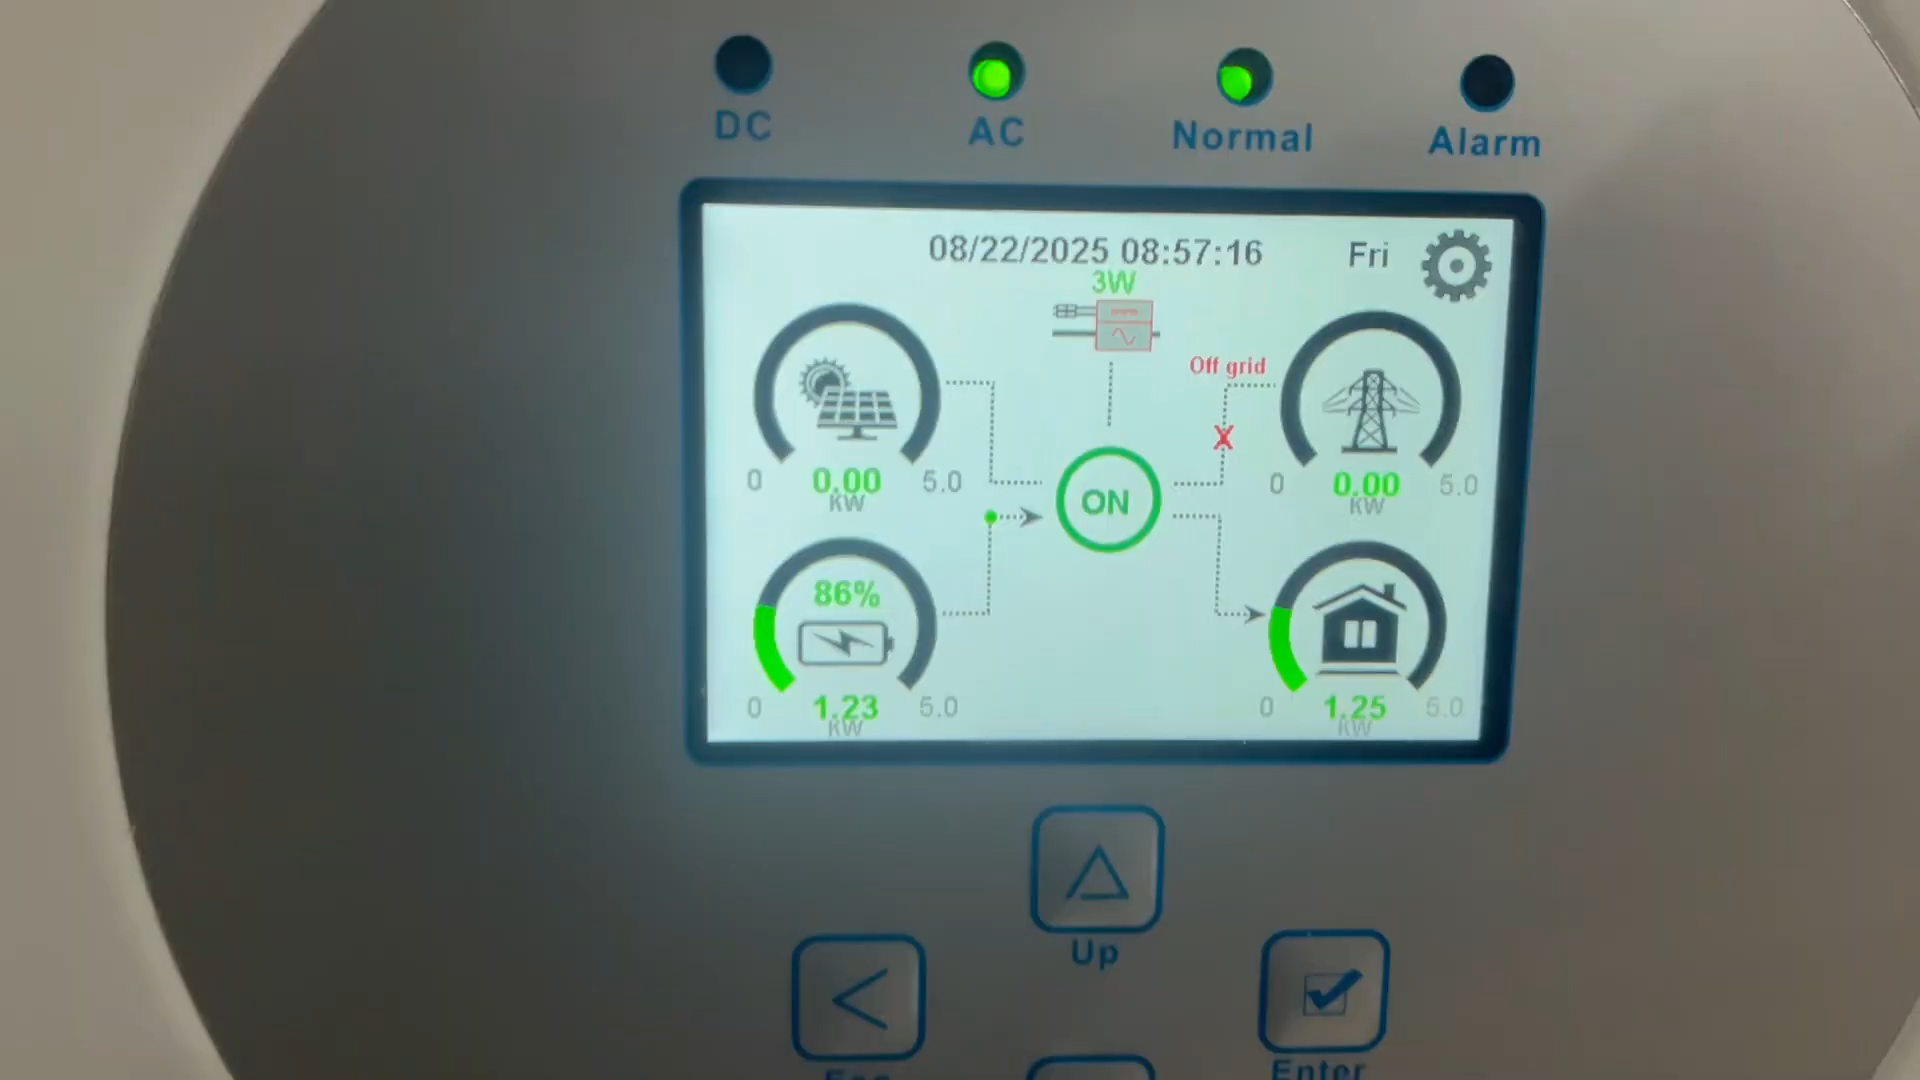 DC
AC
Normal
Alarm
08/22/2025 08:57:16 Fri
3W
Off grid
X
0 0.00 5.0
KW
ON
0 0.00 5.0
KW
86%
0 1.23 5.0
KW
0 1.25 5.0
KW
Up
Enter